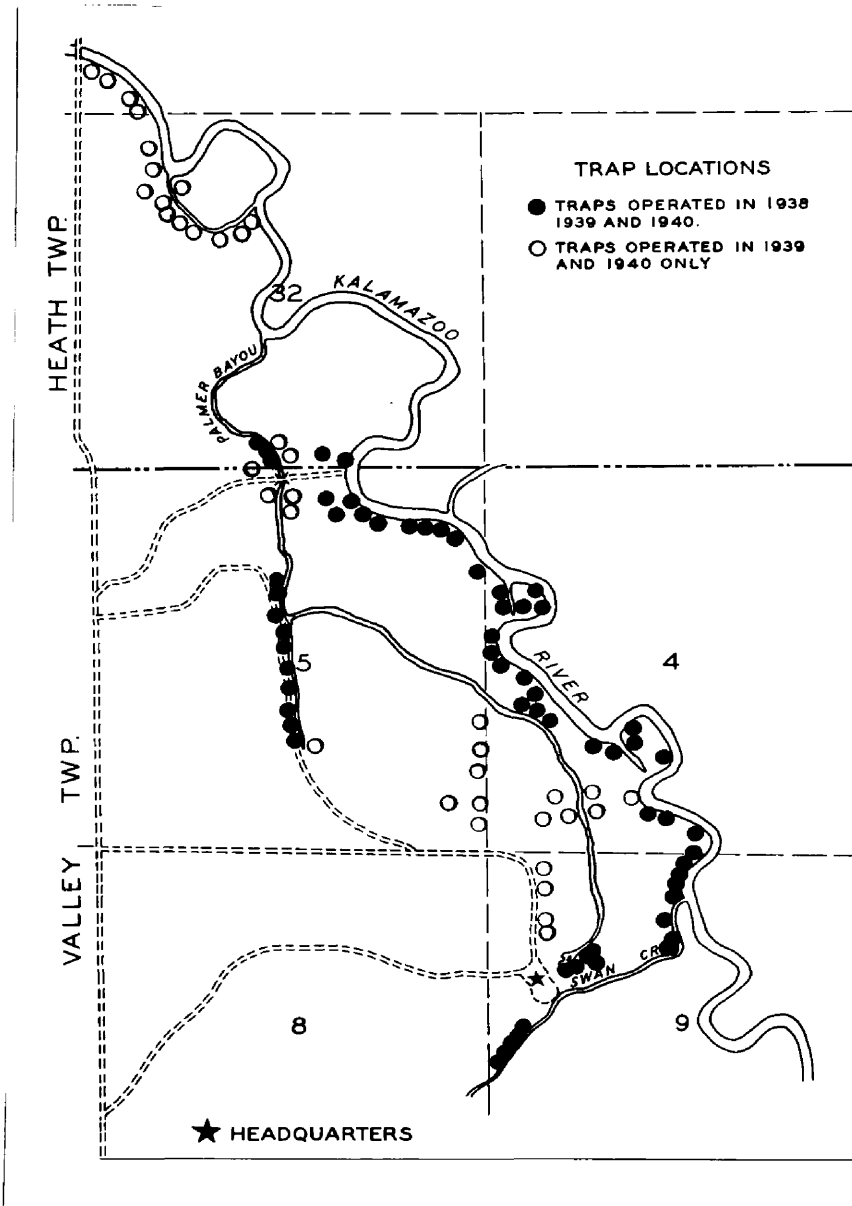 TRAP LOCATIONS
TRAPS OPERATED IN 1938
1939 AND 1940.
TRAPS OPERATED IN 1939
AND 1940 ONLY
HEATH TWP.
32
KALAMAZOO
PALMER BAYOU
RIVER
4
5
VALLEY TWP.
SWAN CR
8
9
HEADQUARTERS